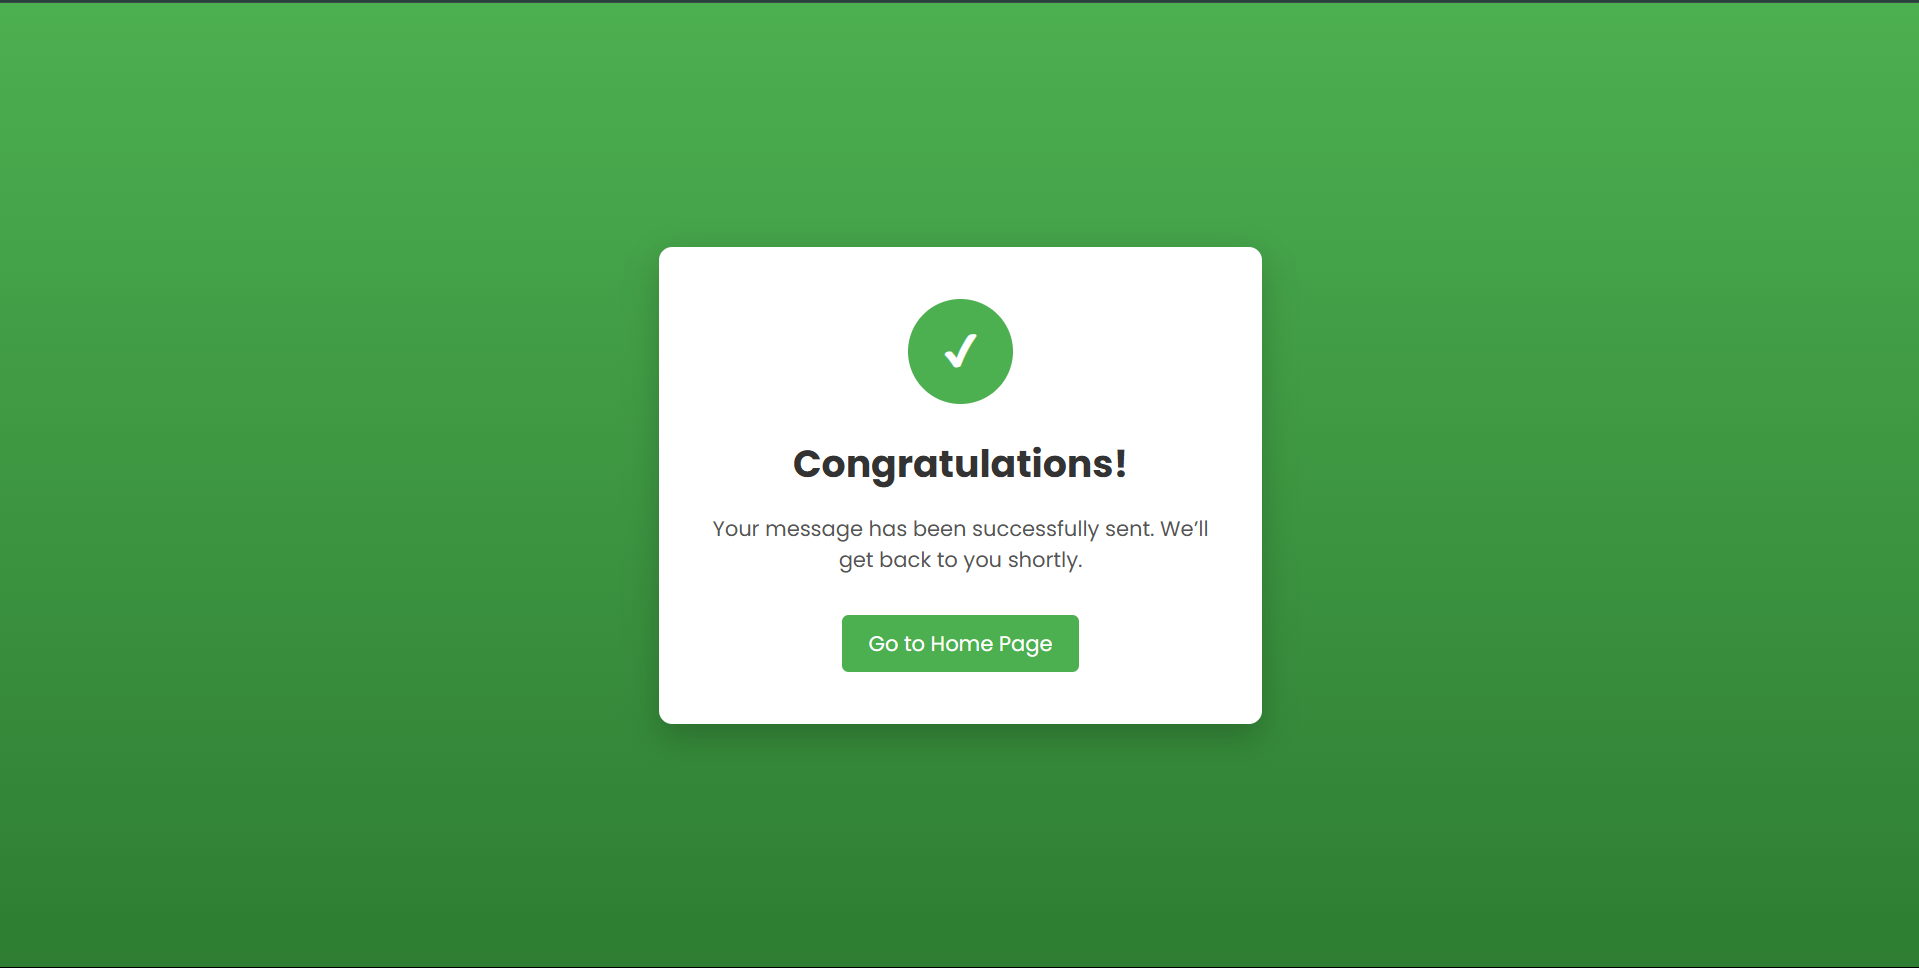 Congratulations!
Your message has been successfully sent. We’ll
get back to you shortly.
Go to Home Page